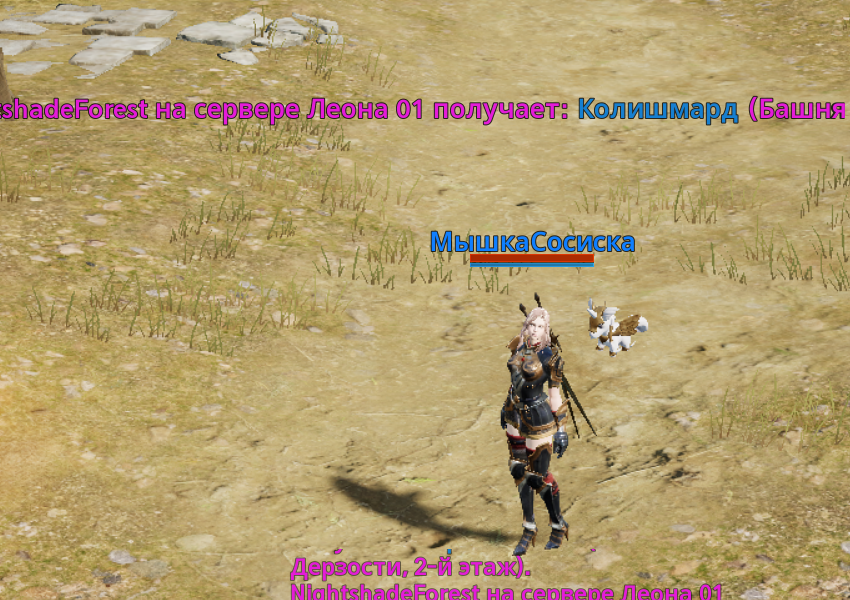 shadeForest на сервере Леона 01 получает: Колишмард (Башня
МышкаСосиска
Дерзости, 2-й этаж).
NightshadeForest на сервере Леона 01